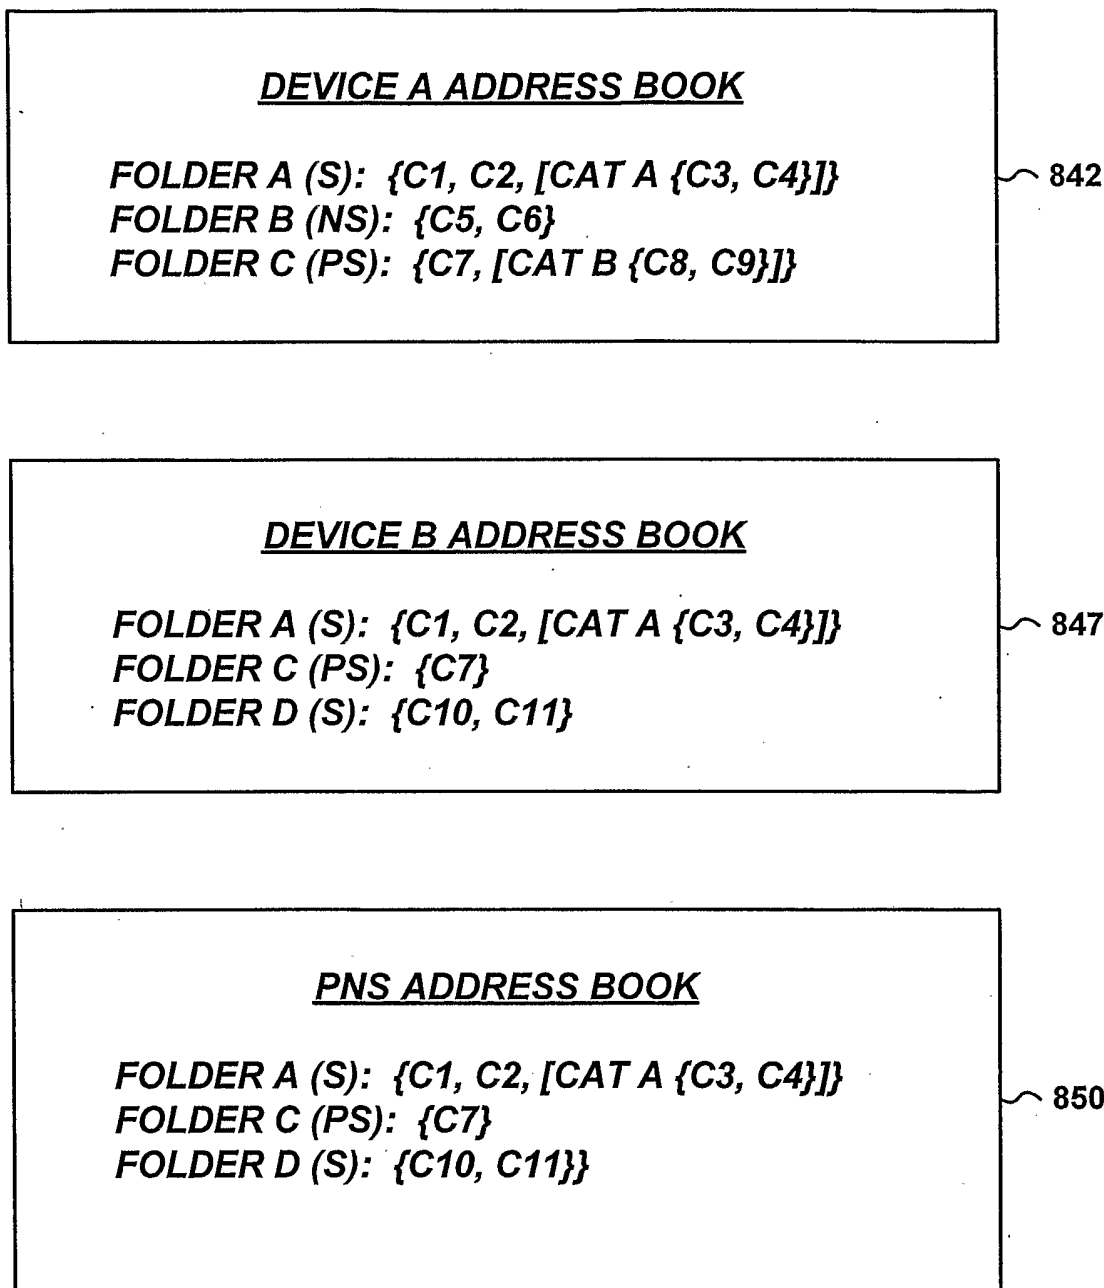 DEVICE A ADDRESS BOOK
FOLDER A (S): {C1, C2, [CAT A {C3, C4}]}
FOLDER B (NS): {C5, C6}
FOLDER C (PS): {C7, [CAT B {C8, C9}]}
842
DEVICE B ADDRESS BOOK
FOLDER A (S): {C1, C2, [CAT A {C3, C4}]}
FOLDER C (PS): {C7}
FOLDER D (S): {C10, C11}
847
PNS ADDRESS BOOK
FOLDER A (S): {C1, C2, [CAT A {C3, C4}]}
FOLDER C (PS): {C7}
FOLDER D (S): {C10, C11}}
850